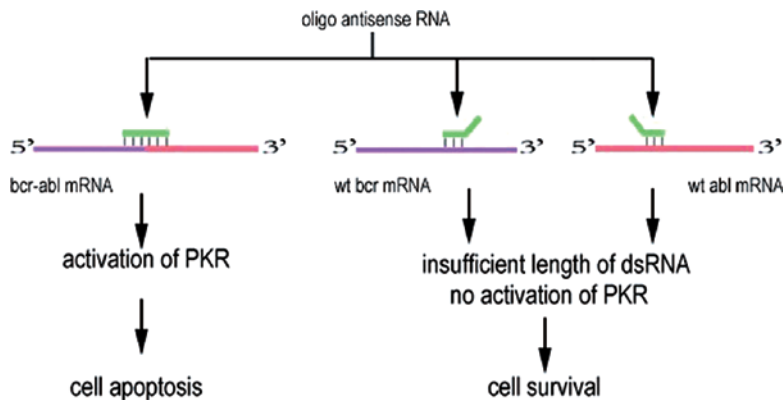 oligo antisense RNA
5’ 3’ 5’ 3’ 5’ 3’
bcr-abl mRNA wt bcr mRNA wt abl mRNA
activation of PKR
insufficient length of dsRNA
no activation of PKR
cell apoptosis cell survival